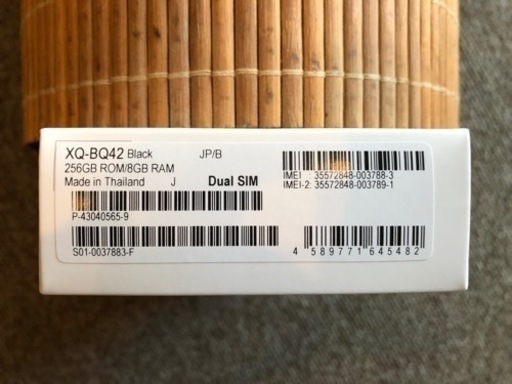 XQ-BQ42 Black JP/B
256GB ROM/8GB RAM
Made in Thailand J Dual SIM
P-43040565-9
S01-0037883-F
IMEI : 35572848-003788-3
IMEI-2: 35572848-003789-1
4 589771 645482